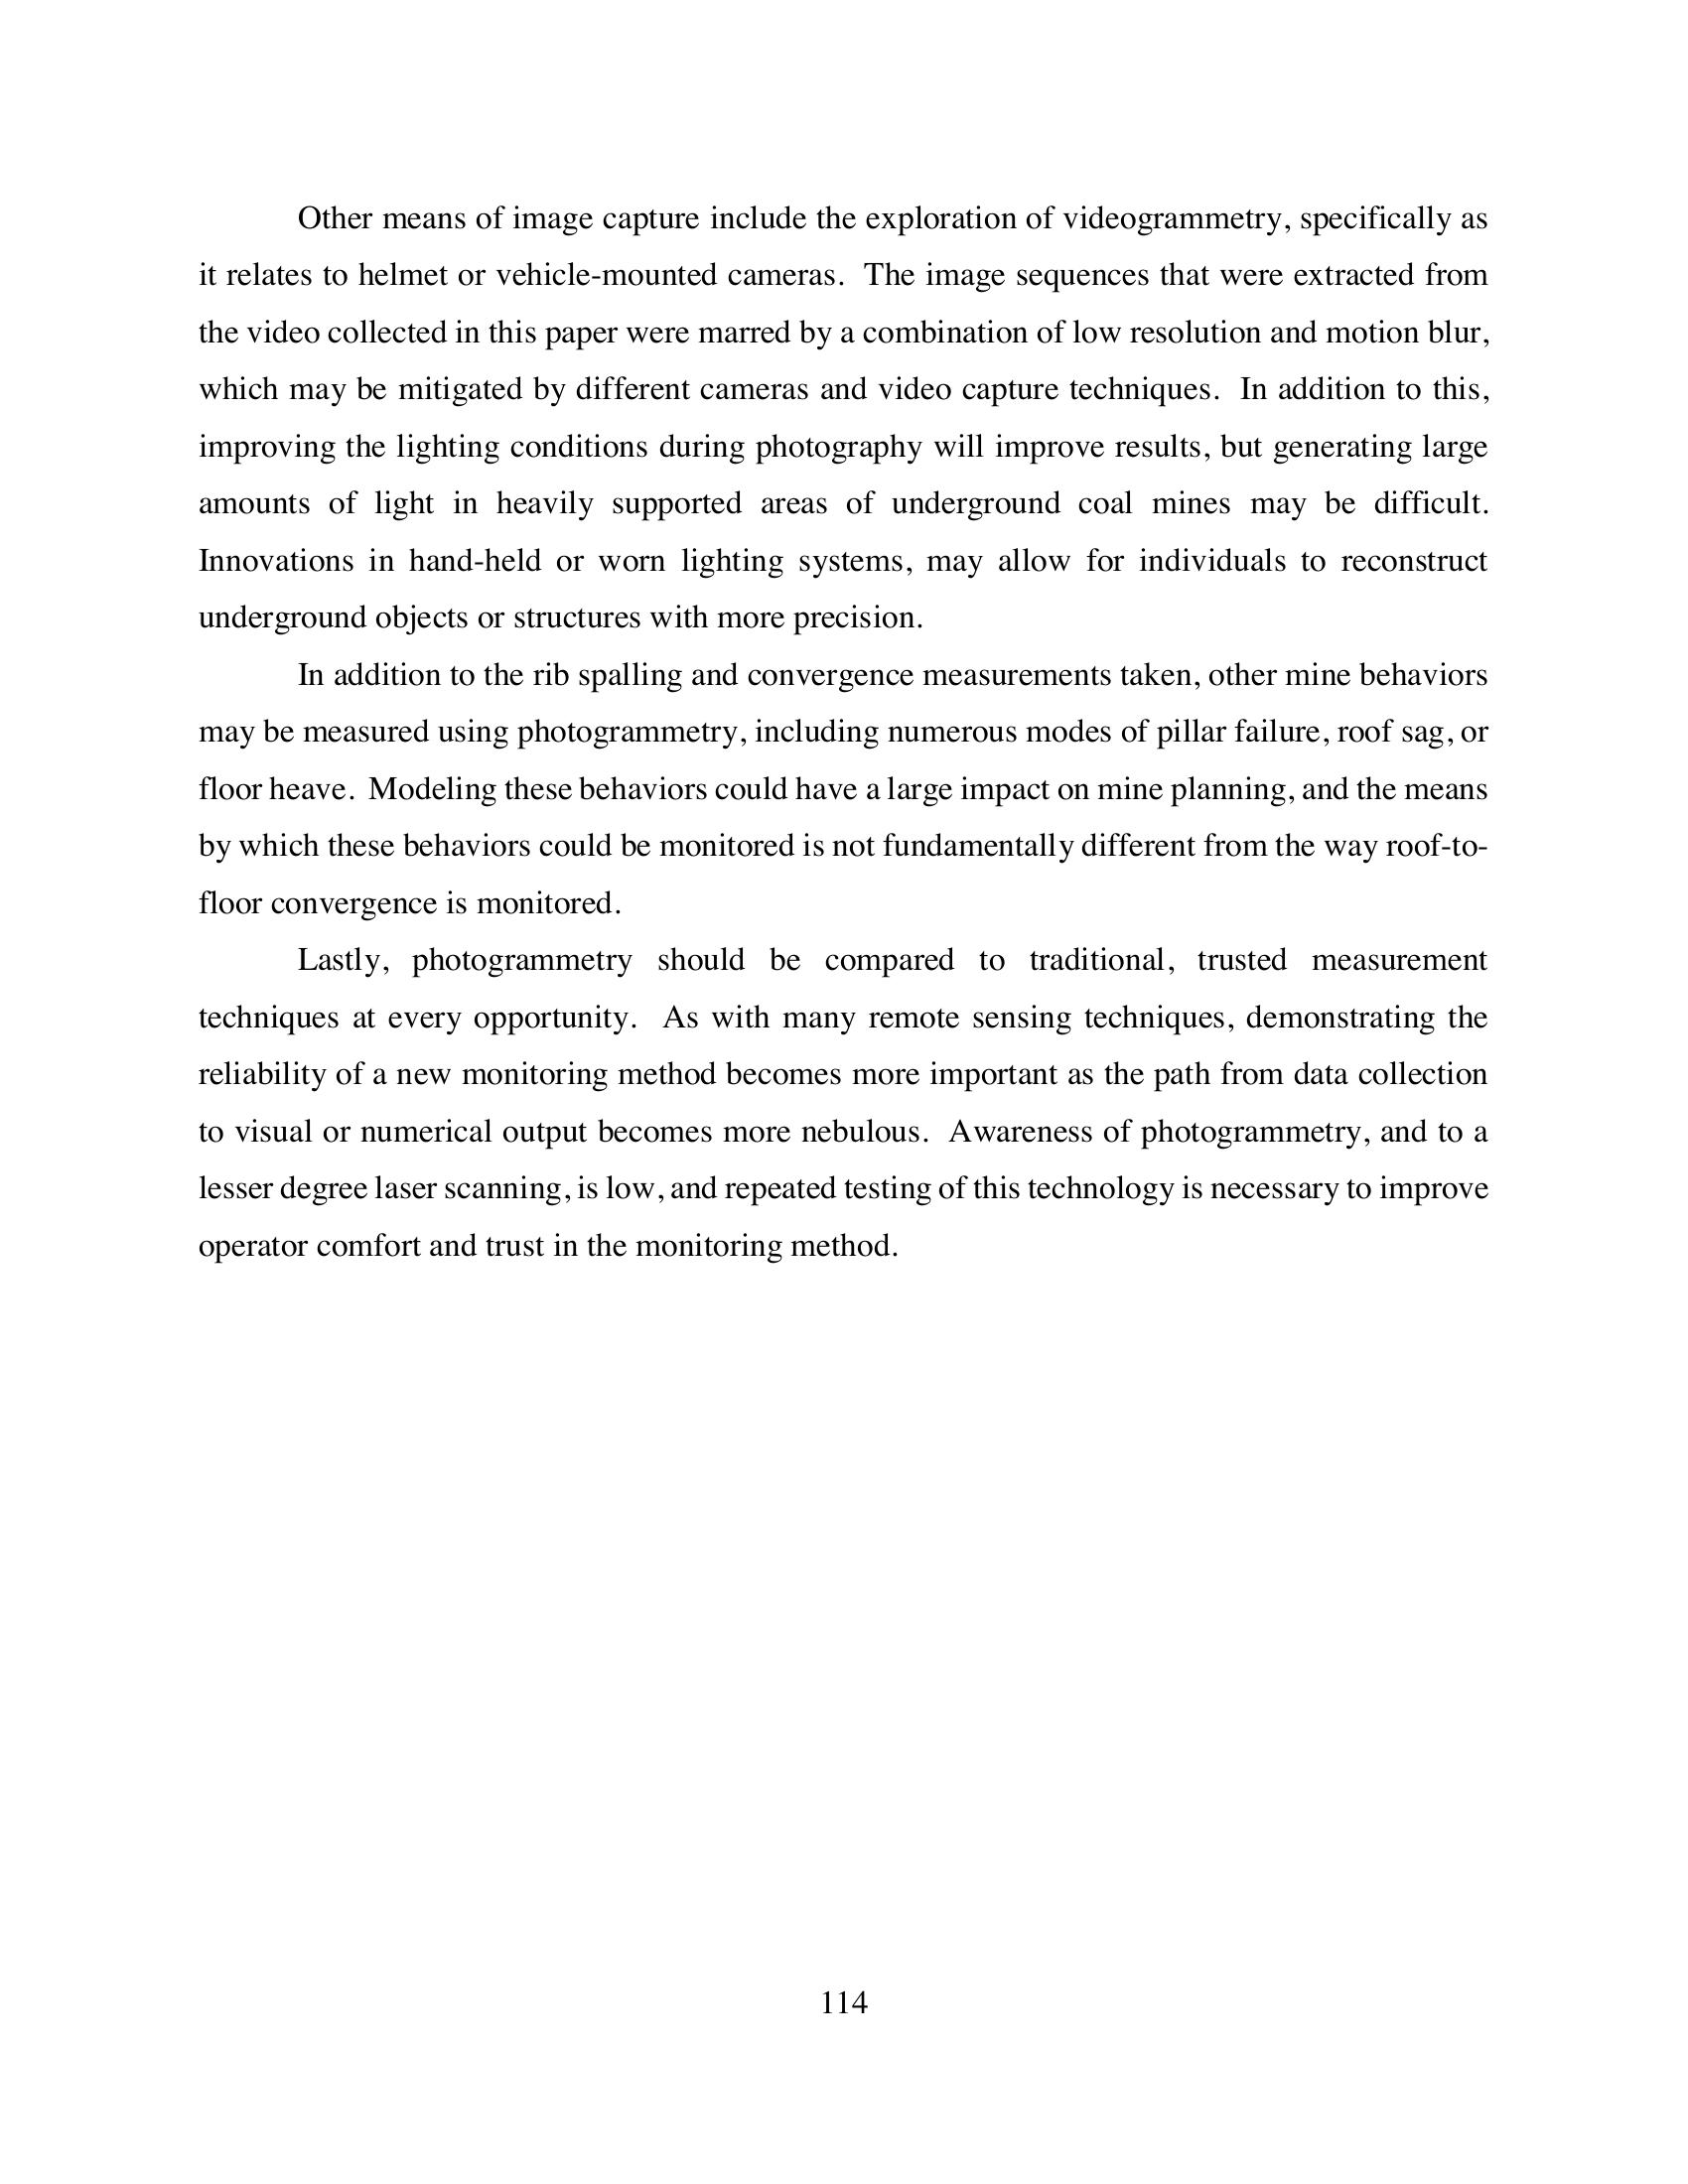 Other means of image capture include the exploration of videogrammetry, specifically as
it relates to helmet or vehicle-mounted cameras.  The image sequences that were extracted from
the video collected in this paper were marred by a combination of low resolution and motion blur,
which may be mitigated by different cameras and video capture techniques.  In addition to this,
improving the lighting conditions during photography will improve results, but generating large
amounts of light in heavily supported areas of underground coal mines may be difficult.
Innovations in hand-held or worn lighting systems, may allow for individuals to reconstruct
underground objects or structures with more precision.
In addition to the rib spalling and convergence measurements taken, other mine behaviors
may be measured using photogrammetry, including numerous modes of pillar failure, roof sag, or
floor heave.  Modeling these behaviors could have a large impact on mine planning, and the means
by which these behaviors could be monitored is not fundamentally different from the way roof-to-
floor convergence is monitored.
Lastly, photogrammetry should be compared to traditional, trusted measurement
techniques at every opportunity.  As with many remote sensing techniques, demonstrating the
reliability of a new monitoring method becomes more important as the path from data collection
to visual or numerical output becomes more nebulous.  Awareness of photogrammetry, and to a
lesser degree laser scanning, is low, and repeated testing of this technology is necessary to improve
operator comfort and trust in the monitoring method.
114